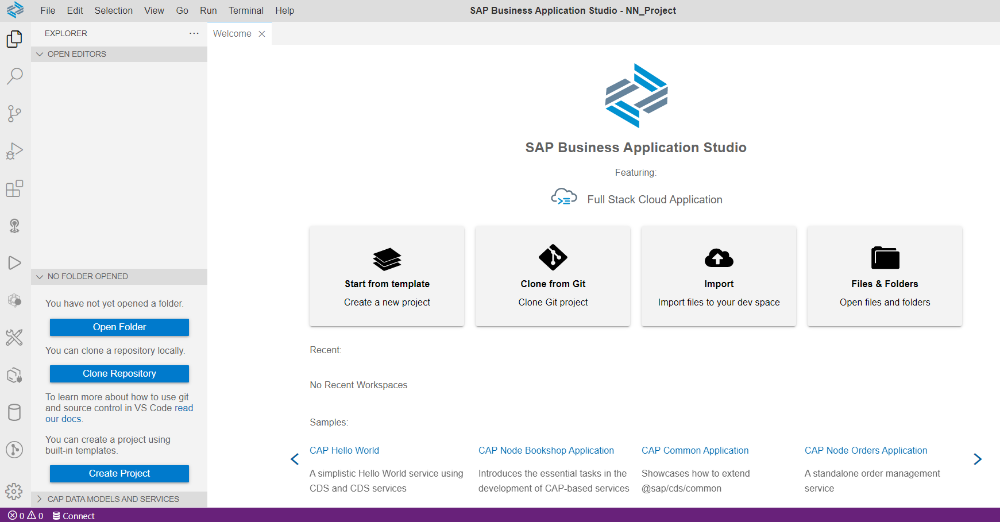 File Edit Selection View Go Run Terminal Help
SAP Business Application Studio - NN_Project
EXPLORER
OPEN EDITORS
NO FOLDER OPENED
You have not yet opened a folder.
Open Folder
You can clone a repository locally.
Clone Repository
To learn more about how to use git
and source control in VS Code read
our docs.
You can create a project using
built-in templates.
Create Project
CAP DATA MODELS AND SERVICES
Welcome
SAP Business Application Studio
Featuring:
Full Stack Cloud Application
Start from template
Create a new project
Clone from Git
Clone Git project
Import
Import files to your dev space
Files & Folders
Open files and folders
Recent:
No Recent Workspaces
Samples:
CAP Hello World
A simplistic Hello World service using
CDS and CDS services
CAP Node Bookshop Application
Introduces the essential tasks in the
development of CAP-based services
CAP Common Application
Showcases how to extend
@sap/cds/common
CAP Node Orders Application
A standalone order management
service
0 0 Connect